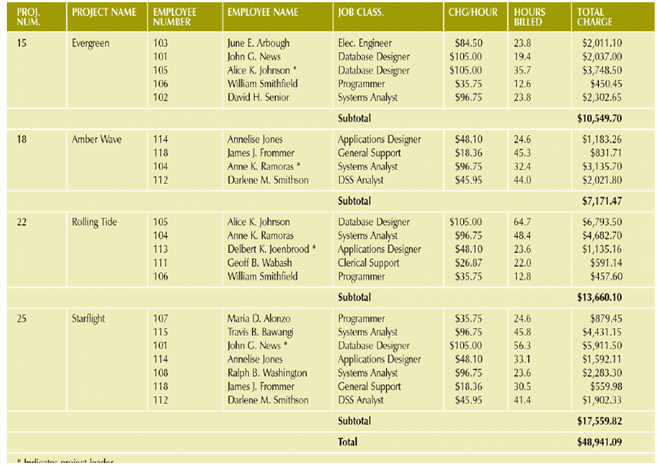 PROJ. NUM. PROJECT NAME EMPLOYEE NUMBER EMPLOYEE NAME JOB CLASS. CHG/HOUR HOURS BILLED TOTAL CHARGE
15 Evergreen 103 June E. Arbough Elec. Engineer $84.50 23.8 $2,011.10
101 John G. News Database Designer $105.00 19.4 $2,037.00
105 Alice K. Johnson * Database Designer $105.00 35.7 $3,748.50
106 William Smithfield Programmer $35.75 12.6 $450.45
102 David H. Senior Systems Analyst $96.75 23.8 $2,302.65
Subtotal $10,549.70
18 Amber Wave 114 Annelise Jones Applications Designer $48.10 24.6 $1,183.26
118 James J. Frommer General Support $18.36 45.3 $831.71
104 Anne K. Ramoras * Systems Analyst $96.75 32.4 $3,135.70
112 Darlene M. Smithson DSS Analyst $45.95 44.0 $2,021.80
Subtotal $7,171.47
22 Rolling Tide 105 Alice K. Johnson Database Designer $105.00 64.7 $6,793.50
104 Anne K. Ramoras Systems Analyst $96.75 48.4 $4,682.70
113 Delbert K. Joenbrood * Applications Designer $48.10 23.6 $1,135.16
111 Geoff B. Wabash Clerical Support $26.87 22.0 $591.14
106 William Smithfield Programmer $35.75 12.8 $457.60
Subtotal $13,660.10
25 Starflight 107 Maria D. Alonzo Programmer $35.75 24.6 $879.45
115 Travis B. Bawangi Systems Analyst $96.75 45.8 $4,431.15
101 John G. News * Database Designer $105.00 56.3 $5,911.50
114 Annelise Jones Applications Designer $48.10 33.1 $1,592.11
108 Ralph B. Washington Systems Analyst $96.75 23.6 $2,283.30
118 James J. Frommer General Support $18.36 30.5 $559.98
112 Darlene M. Smithson DSS Analyst $45.95 41.4 $1,902.33
Subtotal $17,559.82
Total $48,941.09
* Indicates project leader